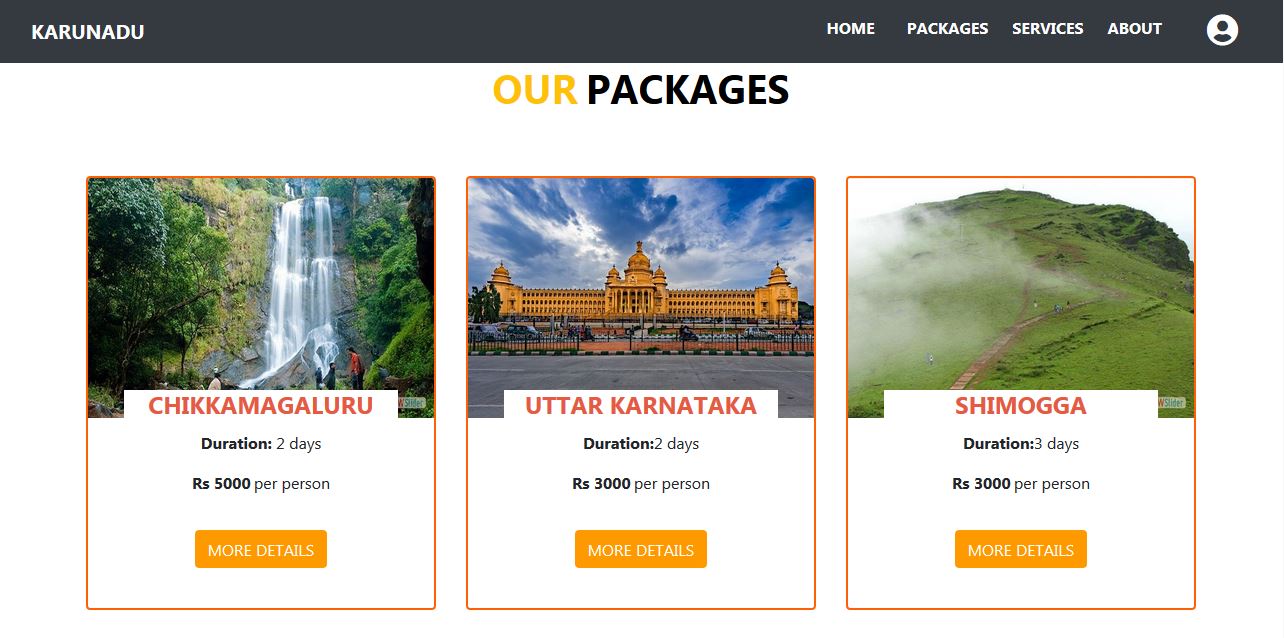 KARUNADU
HOME PACKAGES SERVICES ABOUT
OUR PACKAGES
CHIKKAMAGALURU
Duration: 2 days
Rs 5000 per person
MORE DETAILS
UTTAR KARNATAKA
Duration:2 days
Rs 3000 per person
MORE DETAILS
SHIMOGGA
Duration:3 days
Rs 3000 per person
MORE DETAILS